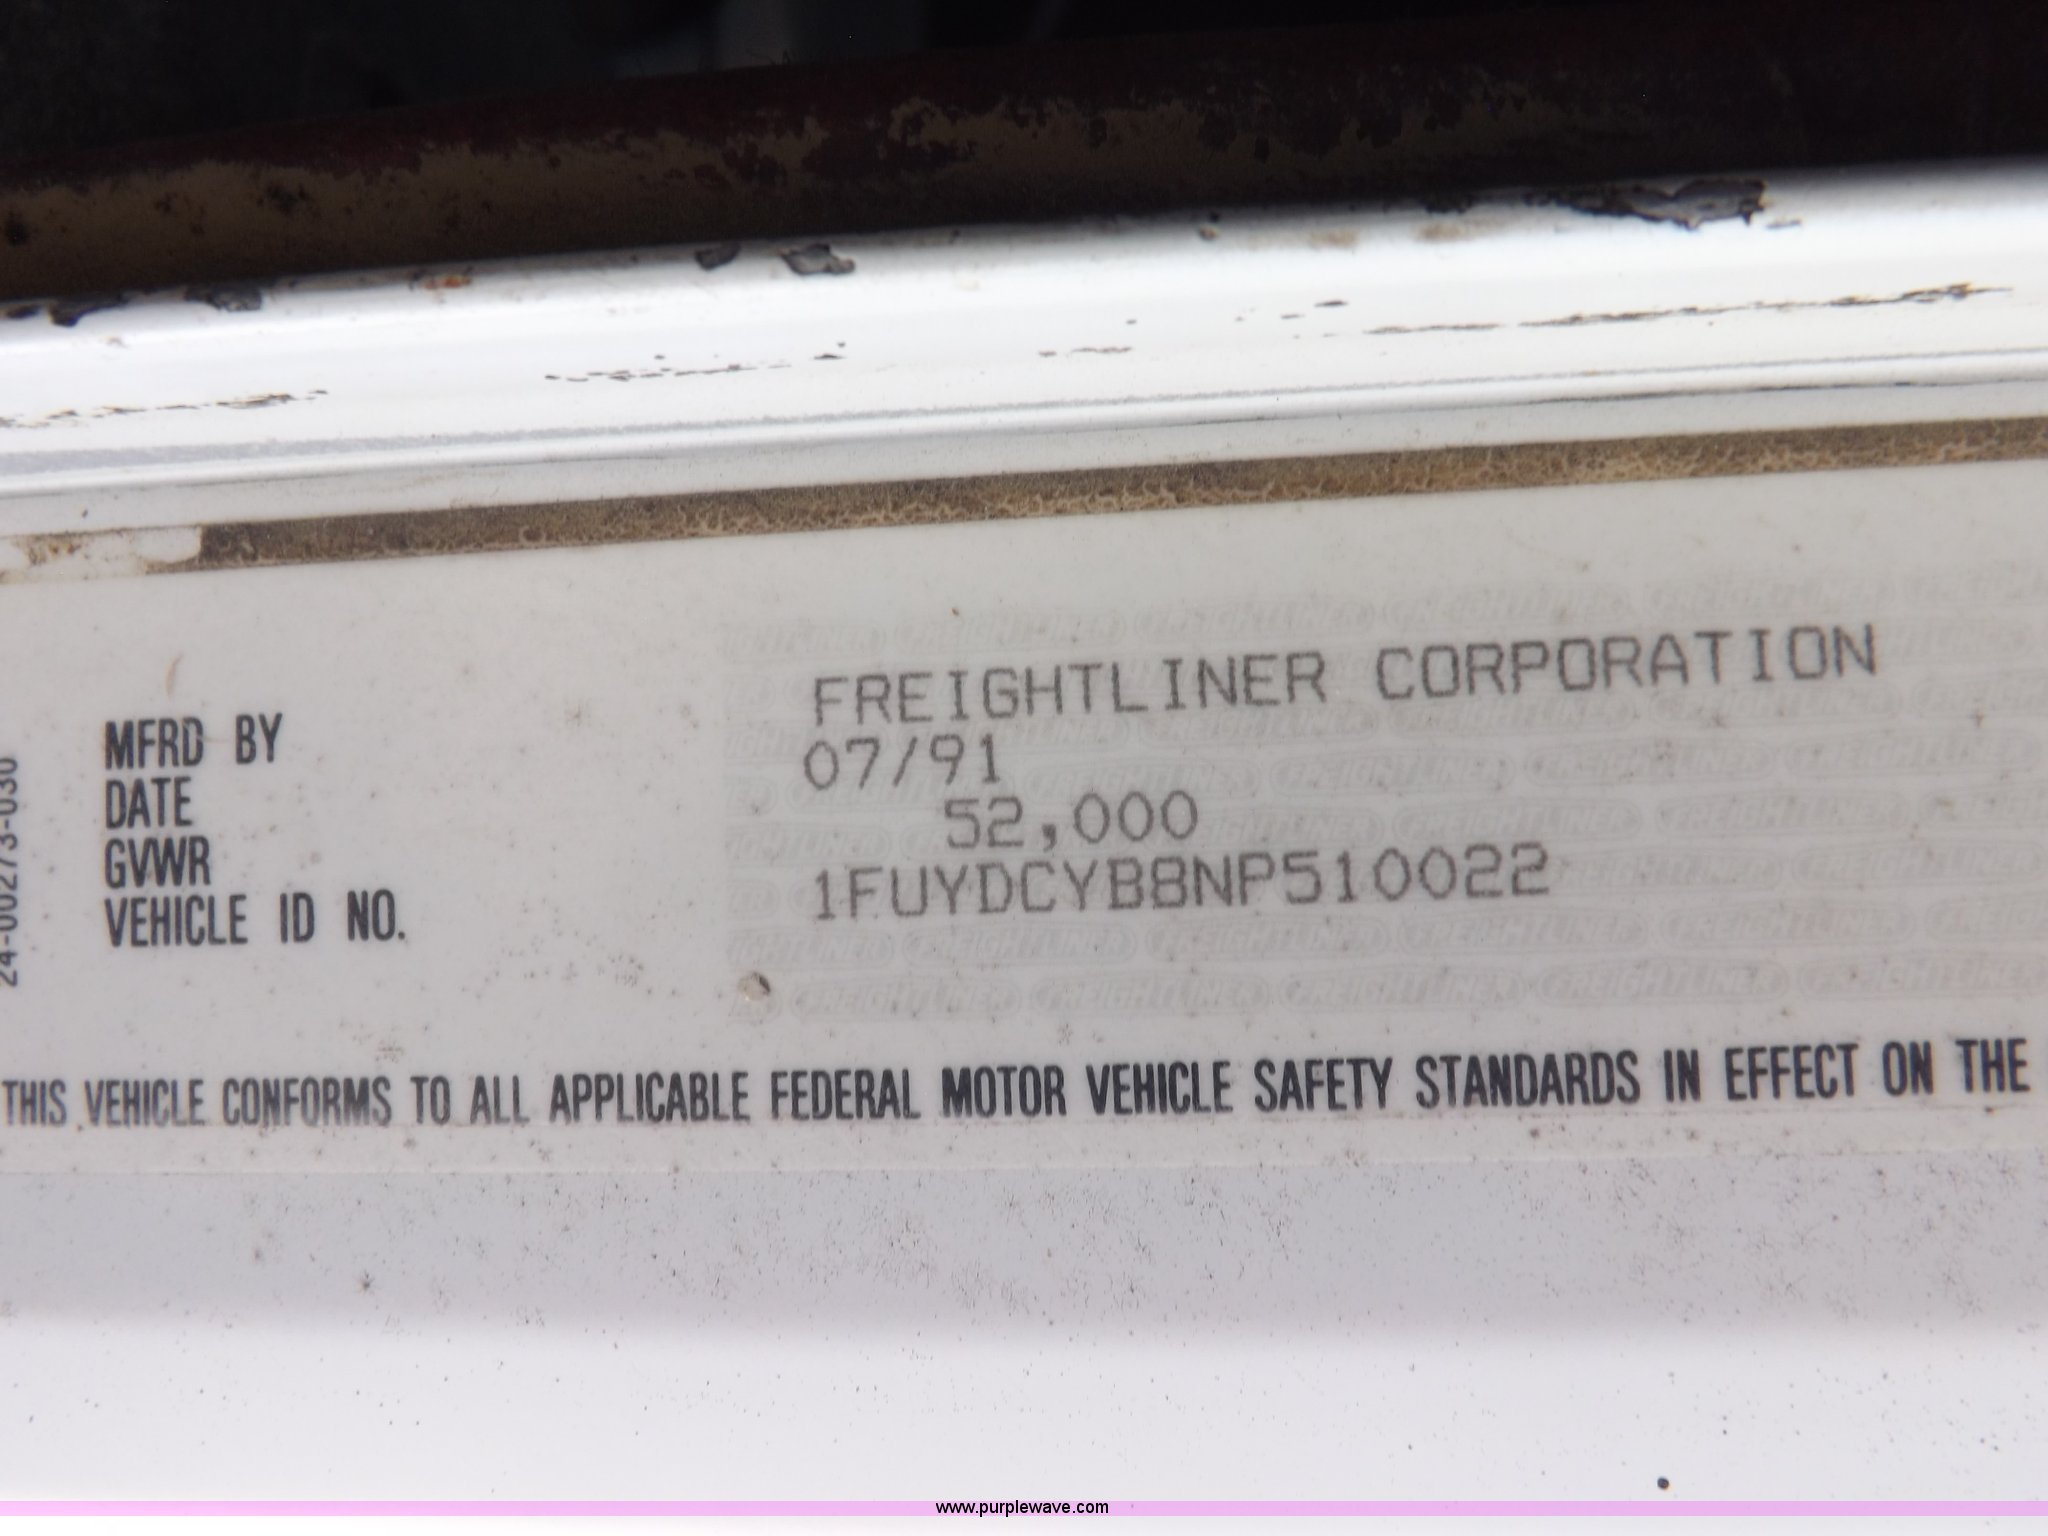 MFRD BY FREIGHTLINER CORPORATION
DATE 07/91
GVWR 52,000
VEHICLE ID NO. 1FUYDCYB8NP510022
24-00273-030
THIS VEHICLE CONFORMS TO ALL APPLICABLE FEDERAL MOTOR VEHICLE SAFETY STANDARDS IN EFFECT ON THE
www.purplewave.com